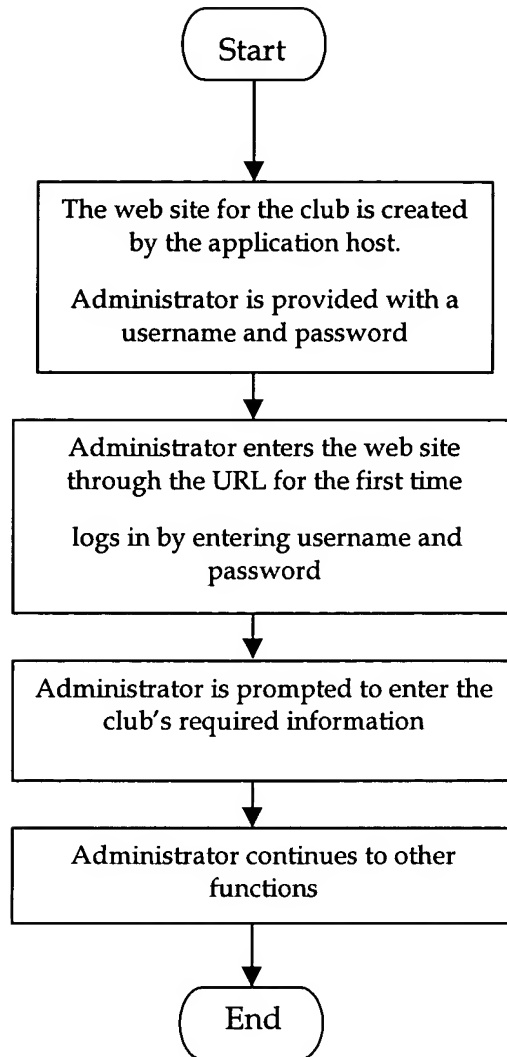 Start
The web site for the club is created
by the application host.
Administrator is provided with a
username and password
Administrator enters the web site
through the URL for the first time
logs in by entering username and
password
Administrator is prompted to enter the
club's required information
Administrator continues to other
functions
End